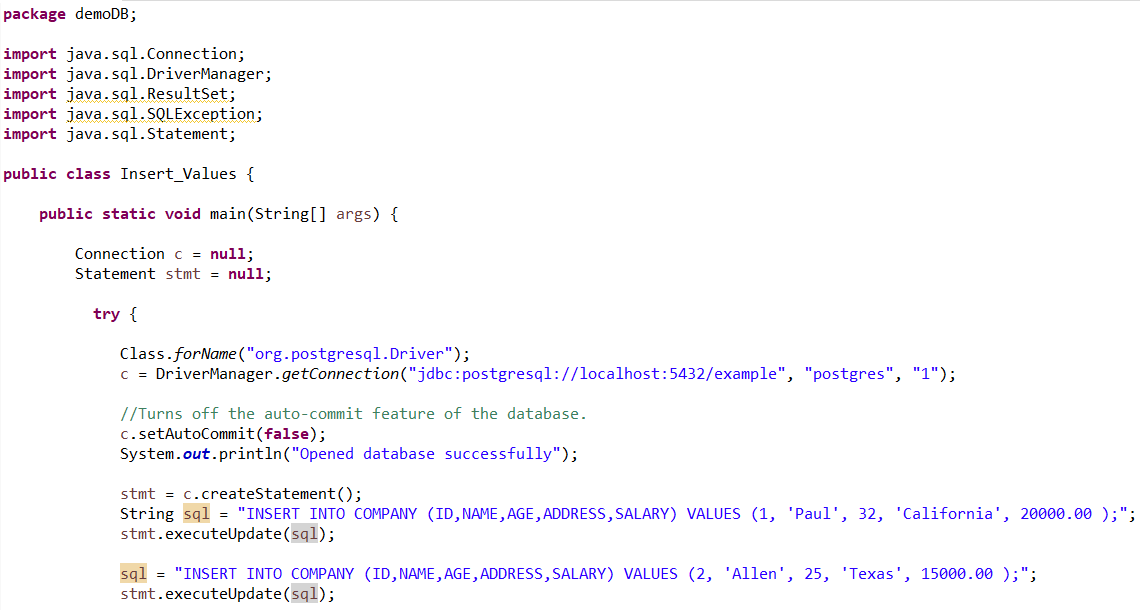 package demoDB;
import java.sql.Connection;
import java.sql.DriverManager;
import java.sql.ResultSet;
import java.sql.SQLException;
import java.sql.Statement;
public class Insert_Values {
public static void main(String[] args) {
Connection c = null;
Statement stmt = null;
try {
Class.forName("org.postgresql.Driver");
c = DriverManager.getConnection("jdbc:postgresql://localhost:5432/example", "postgres", "1");
//Turns off the auto-commit feature of the database.
c.setAutoCommit(false);
System.out.println("Opened database successfully");
stmt = c.createStatement();
String sql = "INSERT INTO COMPANY (ID,NAME,AGE,ADDRESS,SALARY) VALUES (1, 'Paul', 32, 'California', 20000.00 );";
stmt.executeUpdate(sql);
sql = "INSERT INTO COMPANY (ID,NAME,AGE,ADDRESS,SALARY) VALUES (2, 'Allen', 25, 'Texas', 15000.00 );";
stmt.executeUpdate(sql);